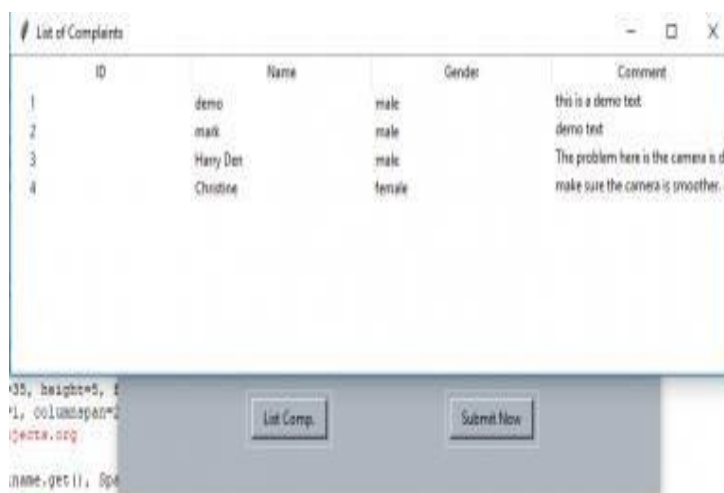 List of Complaints
ID Name Gender Comment
1 demo male this is a demo text
2 mark male demo text
3 Harry Den male The problem here is the camera is d
4 Christine female make sure the camera is smoother.
=35, height=5, f
=1, columnspan=2
jects.org
List Comp. Submit Now
name.get(), Spa